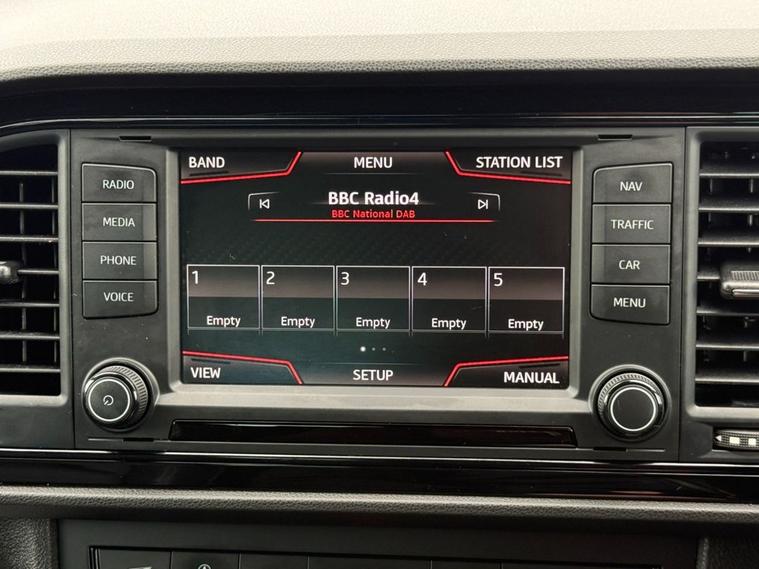 BAND MENU STATION LIST
RADIO
MEDIA
PHONE
VOICE
BBC Radio4
BBC National DAB
1 2 3 4 5
Empty Empty Empty Empty Empty
VIEW SETUP MANUAL
NAV
TRAFFIC
CAR
MENU